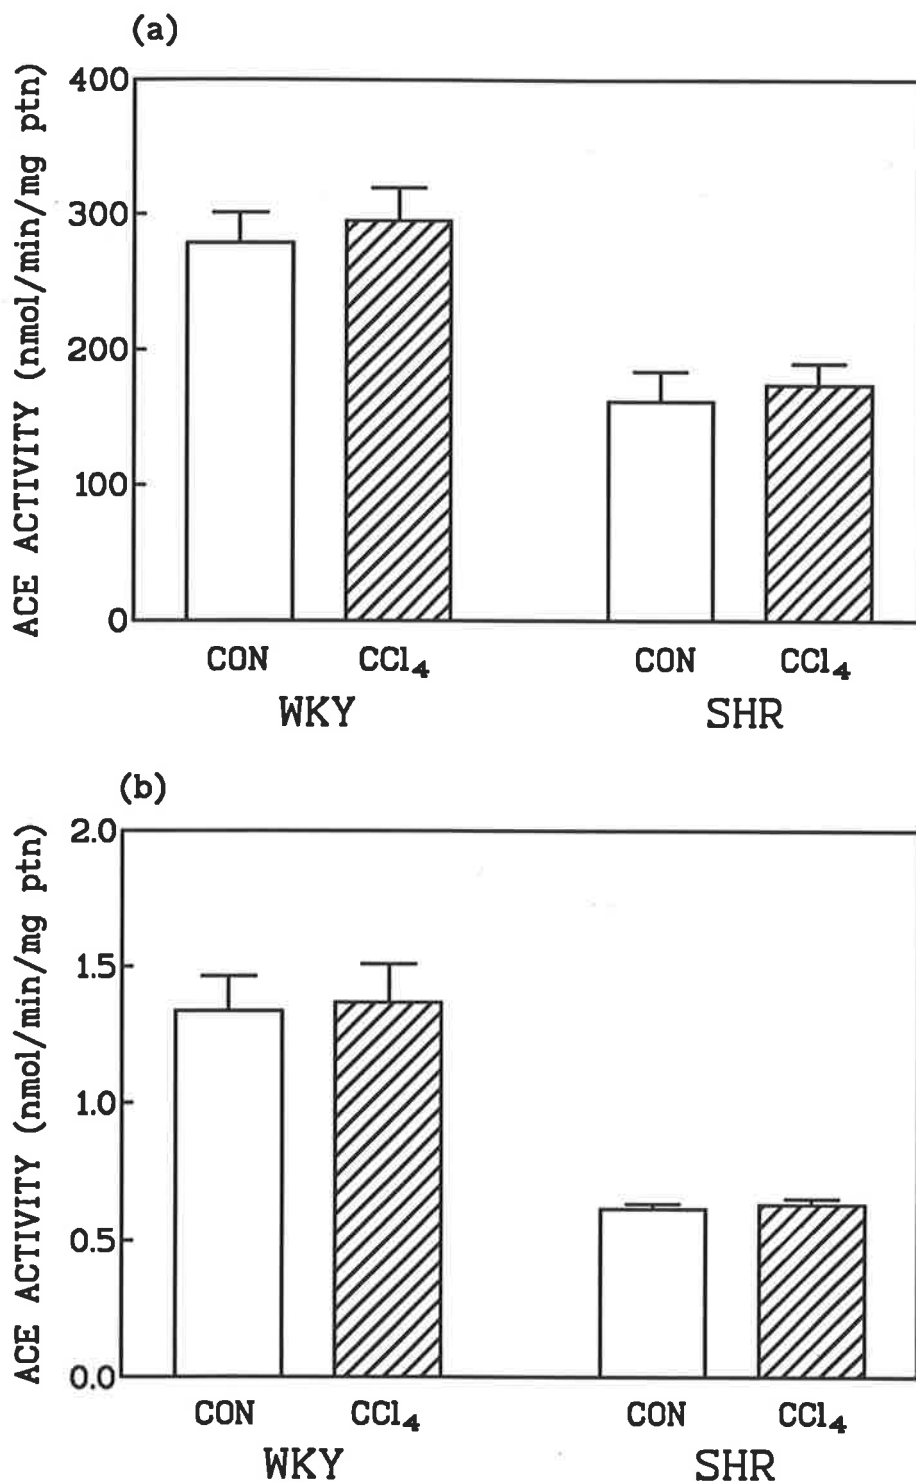 (a)
ACE ACTIVITY (nmol/min/mg ptn)
400
300
200
100
0
CON CCl₄ CON CCl₄
WKY SHR
(b)
ACE ACTIVITY (nmol/min/mg ptn)
2.0
1.5
1.0
0.5
0.0
CON CCl₄ CON CCl₄
WKY SHR